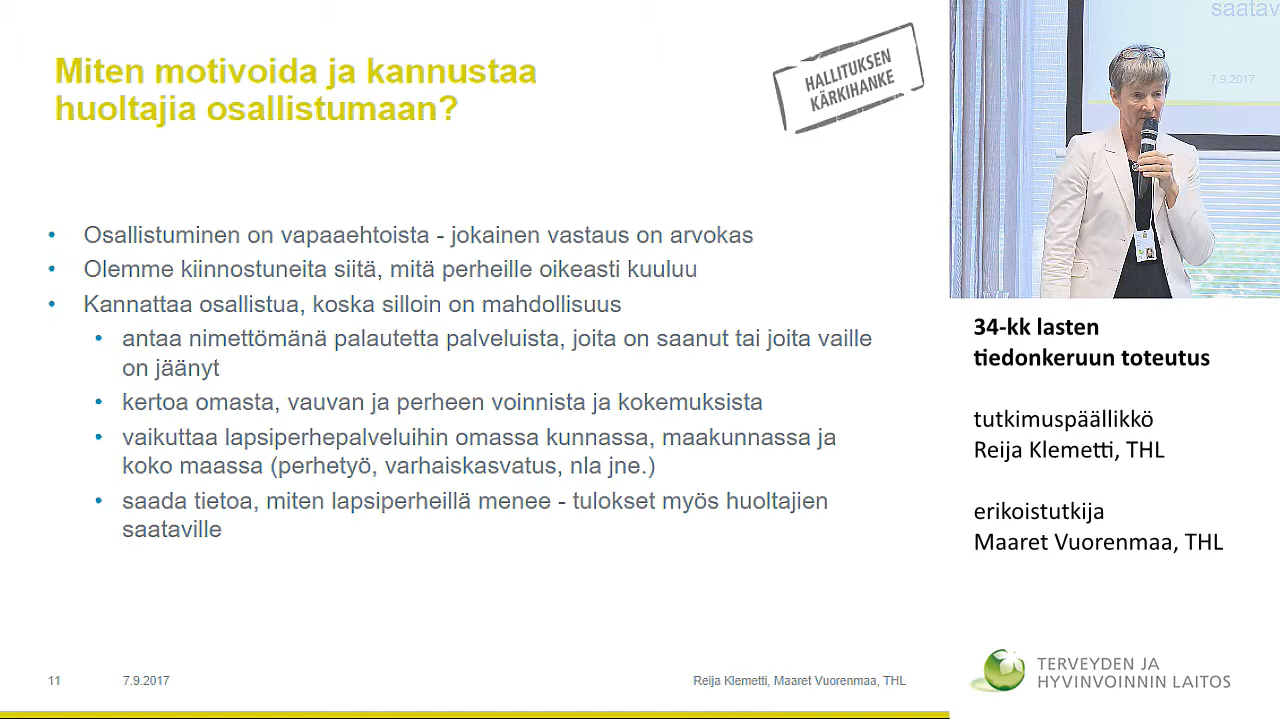 Miten motivoida ja kannustaa
huoltajia osallistumaan?
HALLITUKSEN
KÄRKIHANKE
• Osallistuminen on vapaaehtoista - jokainen vastaus on arvokas
• Olemme kiinnostuneita siitä, mitä perheille oikeasti kuuluu
• Kannattaa osallistua, koska silloin on mahdollisuus
• antaa nimettömänä palautetta palveluista, joita on saanut tai joita vaille
on jäänyt
• kertoa omasta, vauvan ja perheen voinnista ja kokemuksista
• vaikuttaa lapsiperhepalveluihin omassa kunnassa, maakunnassa ja
koko maassa (perhetyö, varhaiskasvatus, nla jne.)
• saada tietoa, miten lapsiperheillä menee - tulokset myös huoltajien
saataville
11
7.9.2017
Reija Klemetti, Maaret Vuorenmaa, THL
saatav
7.9.2017
34-kk lasten
tiedonkeruun toteutus
tutkimuspäällikkö
Reija Klemetti, THL
erikoistutkija
Maaret Vuorenmaa, THL
TERVEYDEN JA
HYVINVOINNIN LAITOS